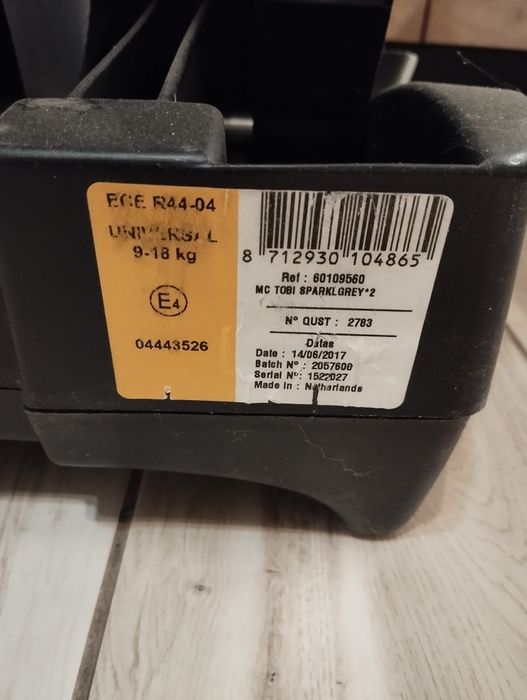 ECE R44-04
UNIVERSAL
9-18 kg
E4
04443526
8 712930 104865
Ref : 60109560
MC TOBI SPARKLGREY*2
N° QUST : 2783
Datas
Date : 14/06/2017
Batch N° : 2057600
Serial N° : 1522027
Made in : Netherlands